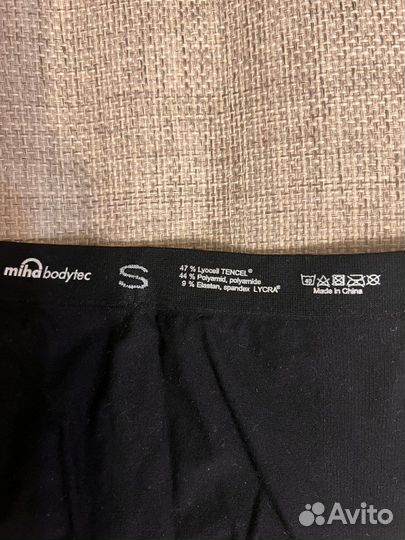 miha bodytec
S
47 % Lyocell TENCEL®
44 % Polyamid, polyamide
9 % Elastan, spandex LYCRA®
Made in China
Avito